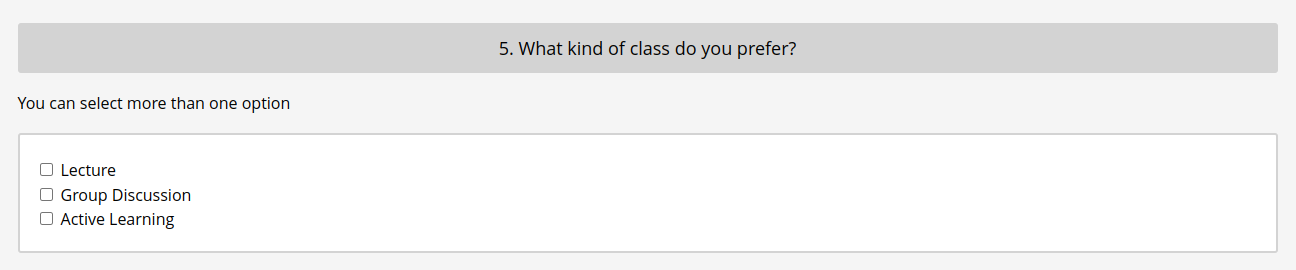 5. What kind of class do you prefer?
You can select more than one option
Lecture
Group Discussion
Active Learning